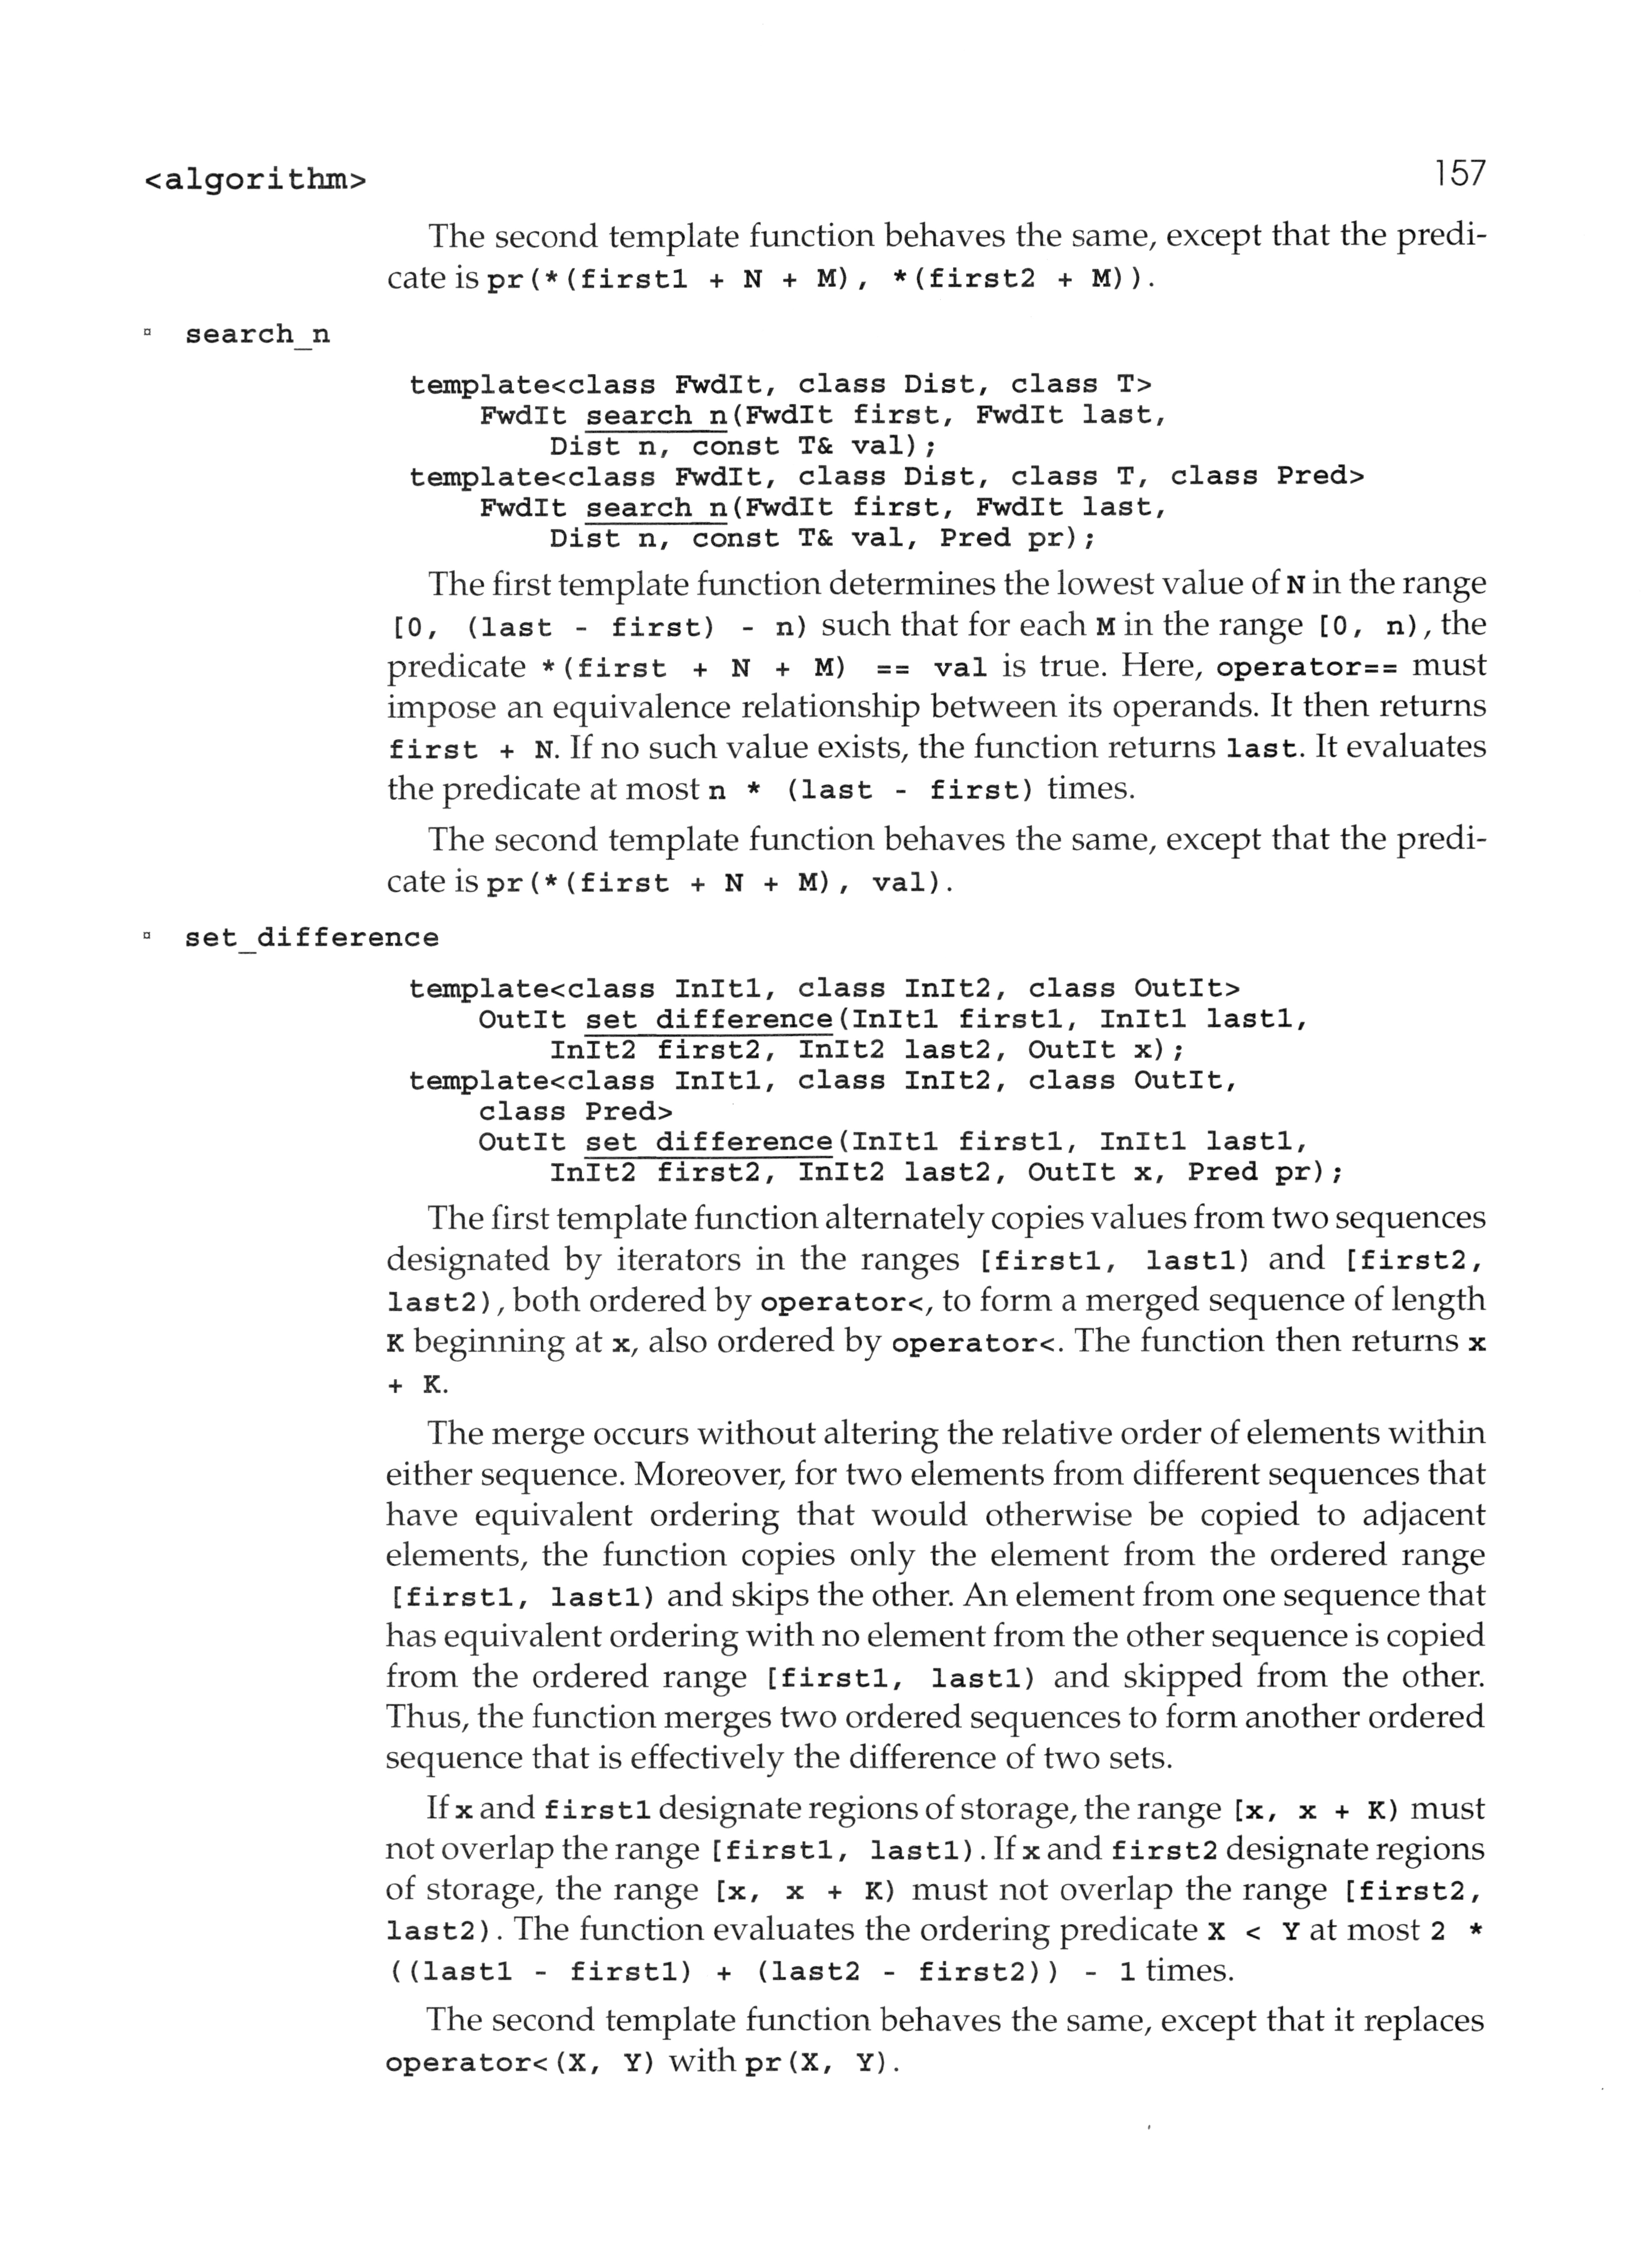 <algorithm>
157
The second template function behaves the same, except that the predi-
cate is pr(*(first1 + N + M), *(first2 + M)).
▫ search_n
template<class FwdIt, class Dist, class T>
FwdIt search_n(FwdIt first, FwdIt last,
Dist n, const T& val);
template<class FwdIt, class Dist, class T, class Pred>
FwdIt search_n(FwdIt first, FwdIt last,
Dist n, const T& val, Pred pr);
The first template function determines the lowest value of N in the range
[0, (last - first) - n) such that for each M in the range [0, n), the
predicate *(first + N + M) == val is true. Here, operator== must
impose an equivalence relationship between its operands. It then returns
first + N. If no such value exists, the function returns last. It evaluates
the predicate at most n * (last - first) times.
The second template function behaves the same, except that the predi-
cate is pr(*(first + N + M), val).
▫ set_difference
template<class InIt1, class InIt2, class OutIt>
OutIt set_difference(InIt1 first1, InIt1 last1,
InIt2 first2, InIt2 last2, OutIt x);
template<class InIt1, class InIt2, class OutIt,
class Pred>
OutIt set_difference(InIt1 first1, InIt1 last1,
InIt2 first2, InIt2 last2, OutIt x, Pred pr);
The first template function alternately copies values from two sequences
designated by iterators in the ranges [first1, last1) and [first2,
last2), both ordered by operator<, to form a merged sequence of length
K beginning at x, also ordered by operator<. The function then returns x
+ K.
The merge occurs without altering the relative order of elements within
either sequence. Moreover, for two elements from different sequences that
have equivalent ordering that would otherwise be copied to adjacent
elements, the function copies only the element from the ordered range
[first1, last1) and skips the other. An element from one sequence that
has equivalent ordering with no element from the other sequence is copied
from the ordered range [first1, last1) and skipped from the other.
Thus, the function merges two ordered sequences to form another ordered
sequence that is effectively the difference of two sets.
If x and first1 designate regions of storage, the range [x, x + K) must
not overlap the range [first1, last1). If x and first2 designate regions
of storage, the range [x, x + K) must not overlap the range [first2,
last2). The function evaluates the ordering predicate X < Y at most 2 *
((last1 - first1) + (last2 - first2)) - 1 times.
The second template function behaves the same, except that it replaces
operator<(X, Y) with pr(X, Y).